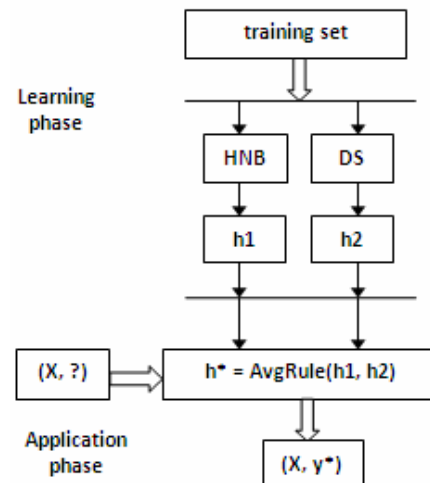 training set
Learning
phase
HNB
DS
h1
h2
(X, ?)
h* = AvgRule(h1, h2)
Application
phase
(X, y*)